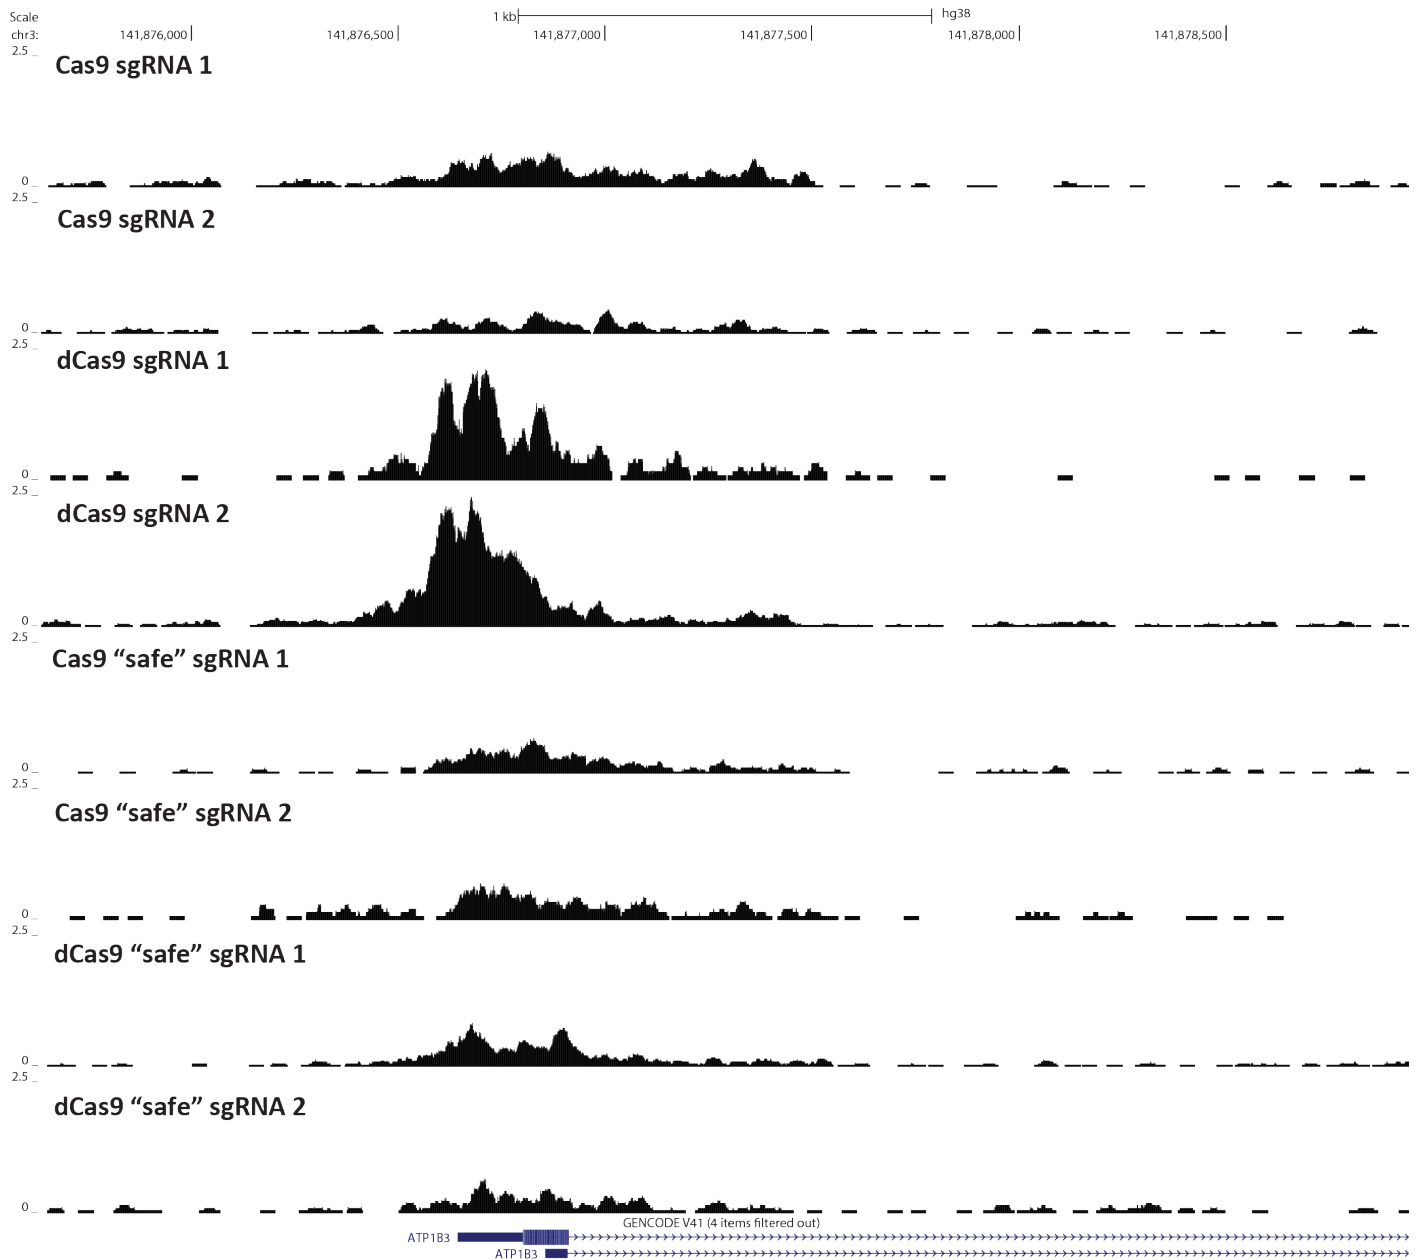 Scale 1 kb hg38
chr3: 141,876,000 141,876,500 141,877,000 141,877,500 141,878,000 141,878,500
2.5 _
Cas9 sgRNA 1
0 _
2.5 _
Cas9 sgRNA 2
0 _
2.5 _
dCas9 sgRNA 1
0 _
2.5 _
dCas9 sgRNA 2
0 _
2.5 _
Cas9 “safe” sgRNA 1
0 _
2.5 _
Cas9 “safe” sgRNA 2
0 _
2.5 _
dCas9 “safe” sgRNA 1
0 _
2.5 _
dCas9 “safe” sgRNA 2
0 _
GENCODE V41 (4 items filtered out)
ATP1B3
ATP1B3